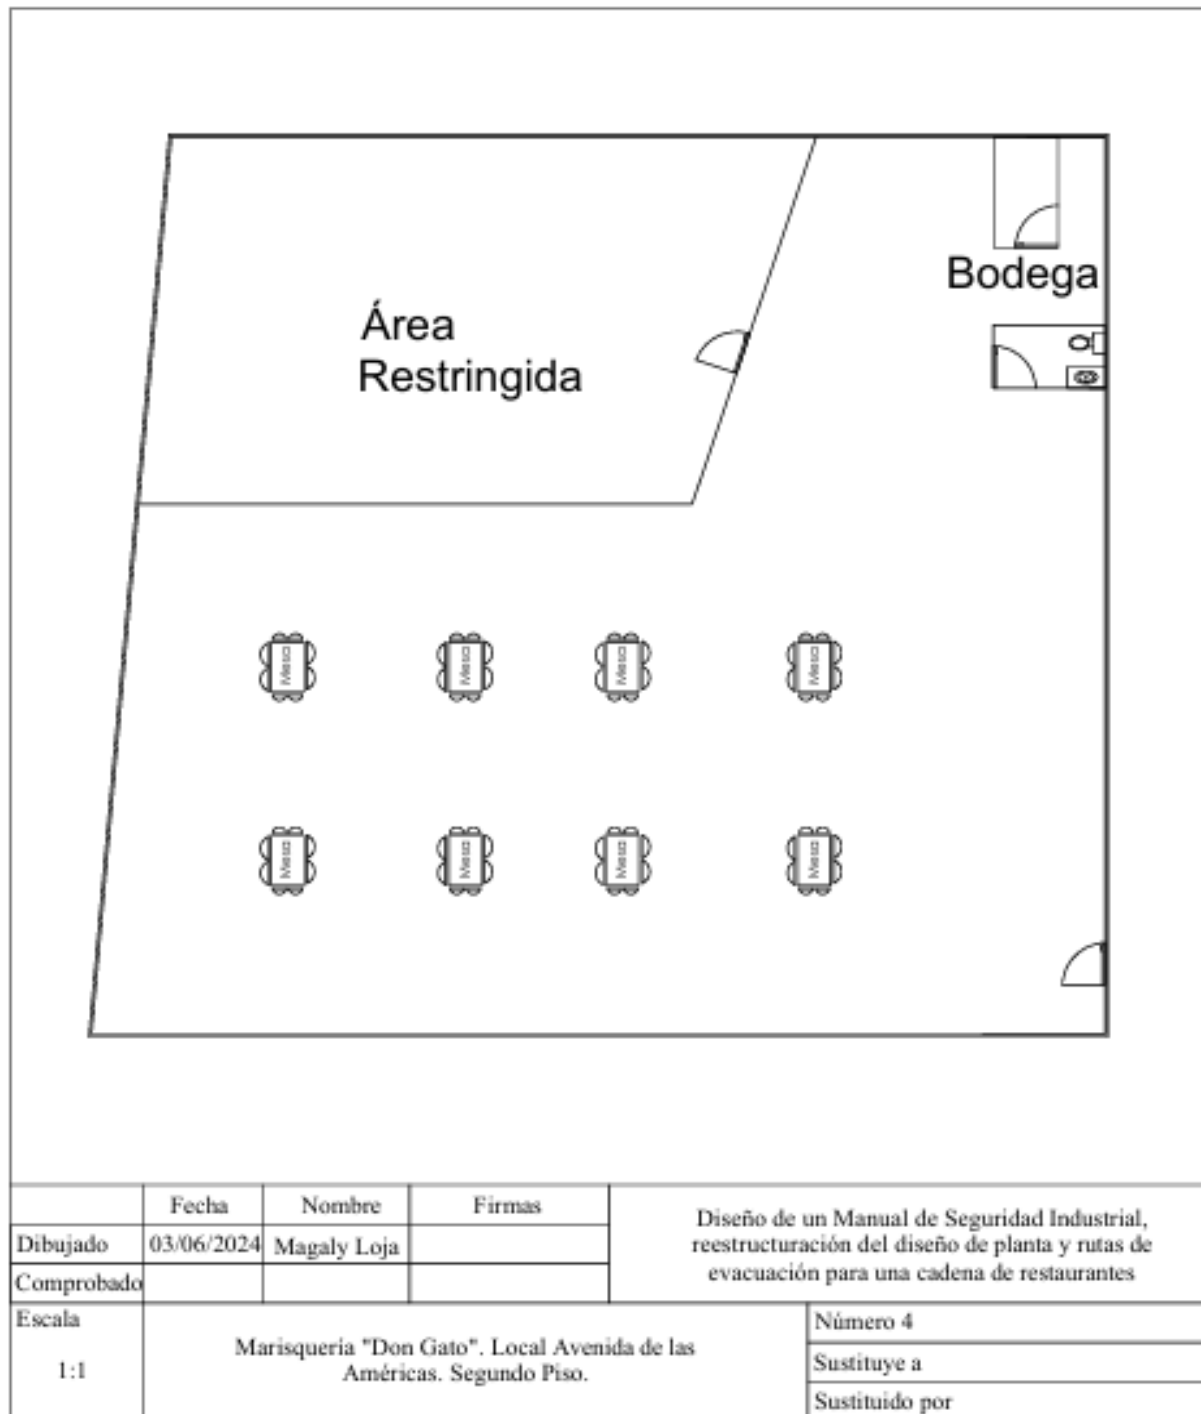 Área
Restringida
Bodega
Mesa
Mesa
Mesa
Mesa
Mesa
Mesa
Mesa
Mesa
Fecha
Nombre
Firmas
Dibujado
03/06/2024
Magaly Loja
Comprobado
Diseño de un Manual de Seguridad Industrial,
reestructuración del diseño de planta y rutas de
evacuación para una cadena de restaurantes
Escala
1:1
Marisquería "Don Gato". Local Avenida de las
Américas. Segundo Piso.
Número 4
Sustituye a
Sustituido por